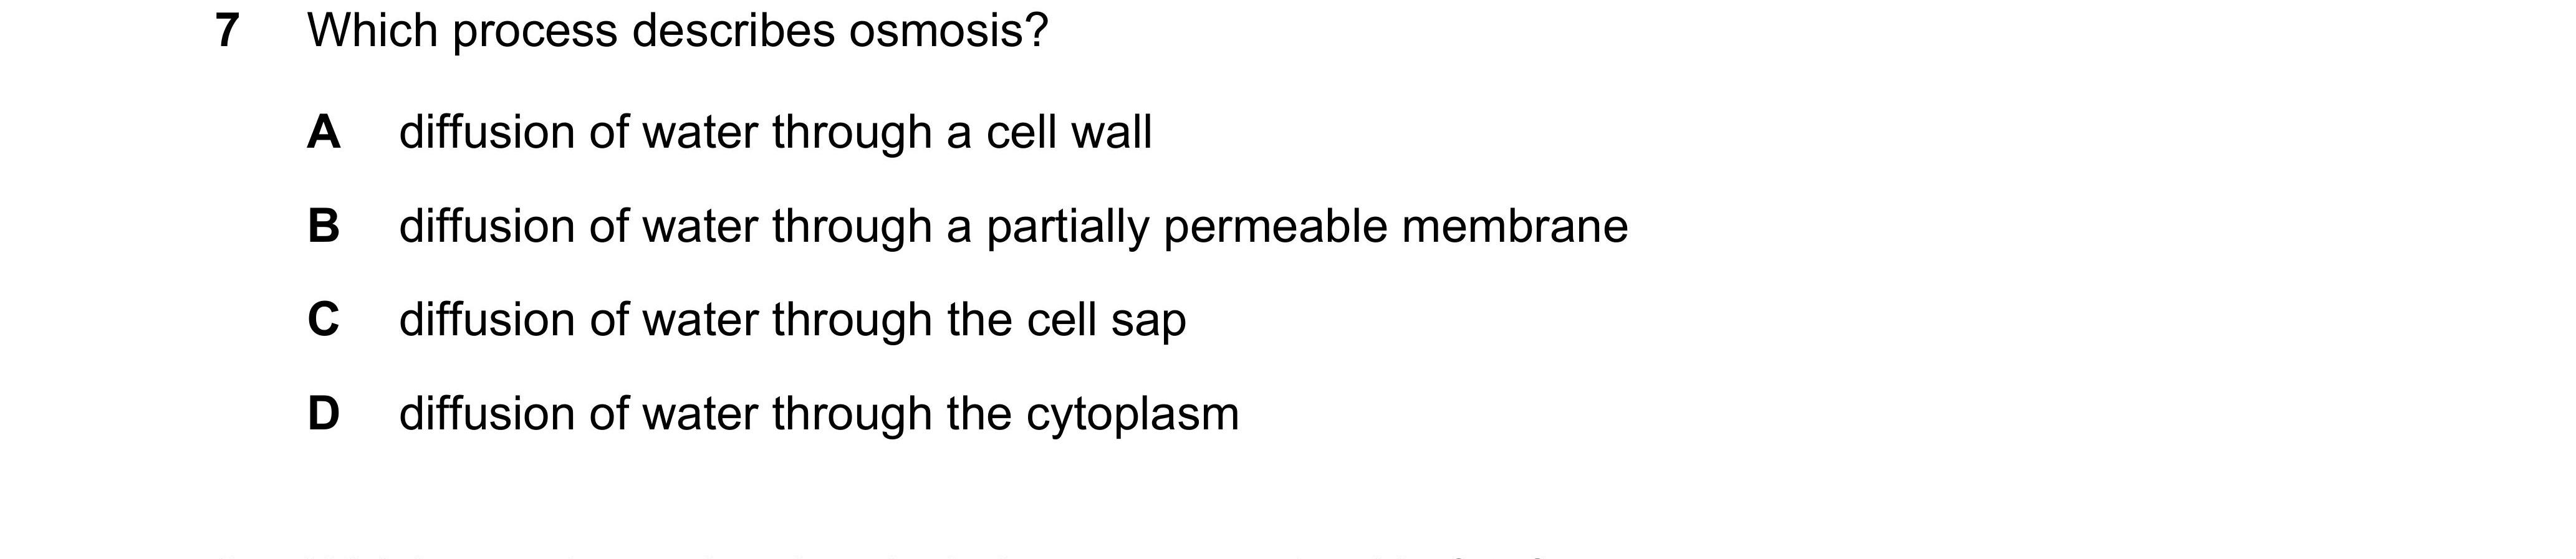 7 Which process describes osmosis?
A diffusion of water through a cell wall
B diffusion of water through a partially permeable membrane
C diffusion of water through the cell sap
D diffusion of water through the cytoplasm